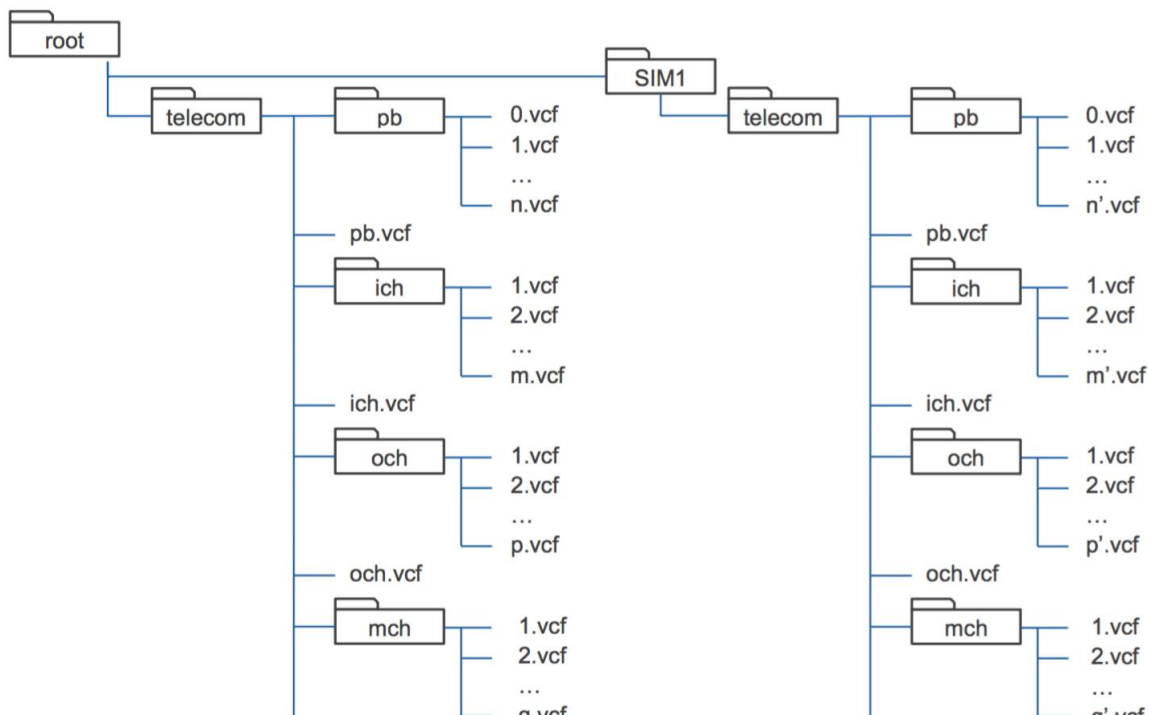 root
SIM1
telecom
pb
0.vcf
1.vcf
...
n.vcf
pb.vcf
ich
1.vcf
2.vcf
...
m.vcf
ich.vcf
och
1.vcf
2.vcf
...
p.vcf
och.vcf
mch
1.vcf
2.vcf
...
telecom
pb
0.vcf
1.vcf
...
n’.vcf
pb.vcf
ich
1.vcf
2.vcf
...
m’.vcf
ich.vcf
och
1.vcf
2.vcf
...
p’.vcf
och.vcf
mch
1.vcf
2.vcf
...